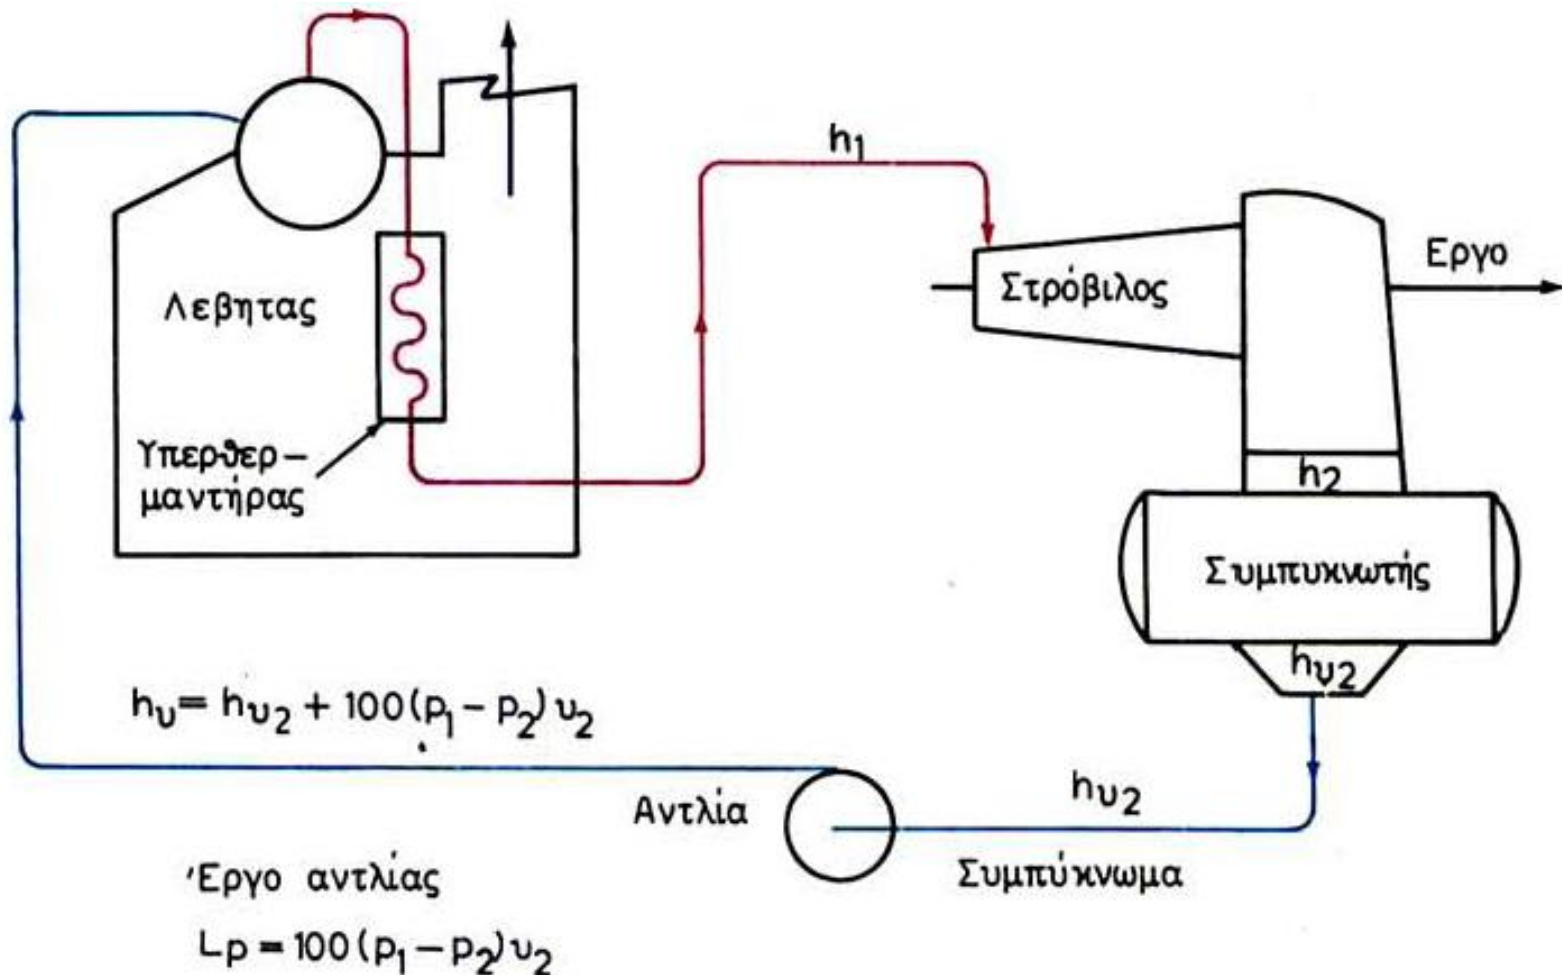 h₁
Εργο
Στρόβιλος
Λεβητας
Υπερθερ-
μαντήρας
h₂
Συμπυκνωτής
hυ₂
hυ = hυ₂ + 100(p₁ - p₂)υ₂
hυ₂
Αντλία
Συμπύκνωμα
Έργο αντλίας
Lp = 100(p₁ - p₂)υ₂